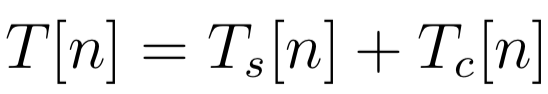 T[n] = T_s[n] + T_c[n]